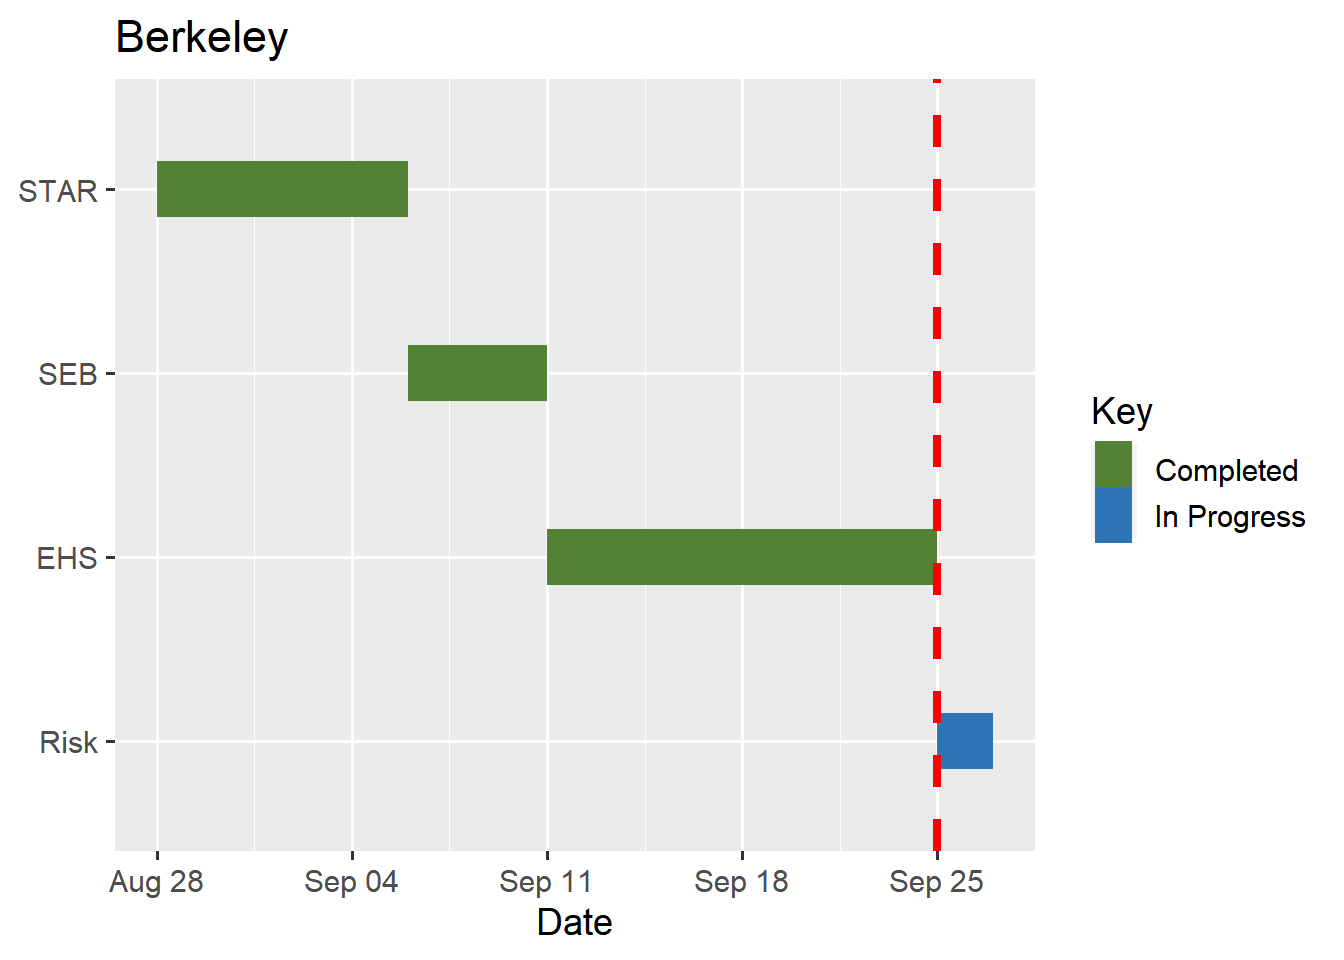 Berkeley
STAR
SEB
EHS
Risk
Aug 28 Sep 04 Sep 11 Sep 18 Sep 25
Date
Key
Completed
In Progress